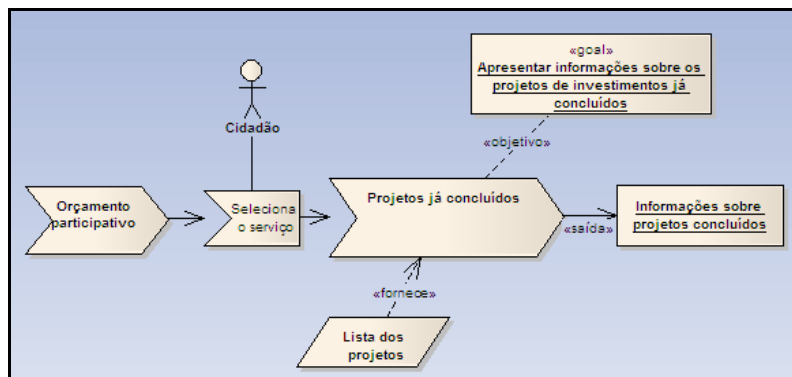 «goal»
Apresentar informações sobre os
projetos de investimentos já
concluídos
Cidadão
«objetivo»
Orçamento
participativo
Seleciona
o serviço
Projetos já concluídos
Informações sobre
projetos concluídos
«saída»
«fornece»
Lista dos
projetos